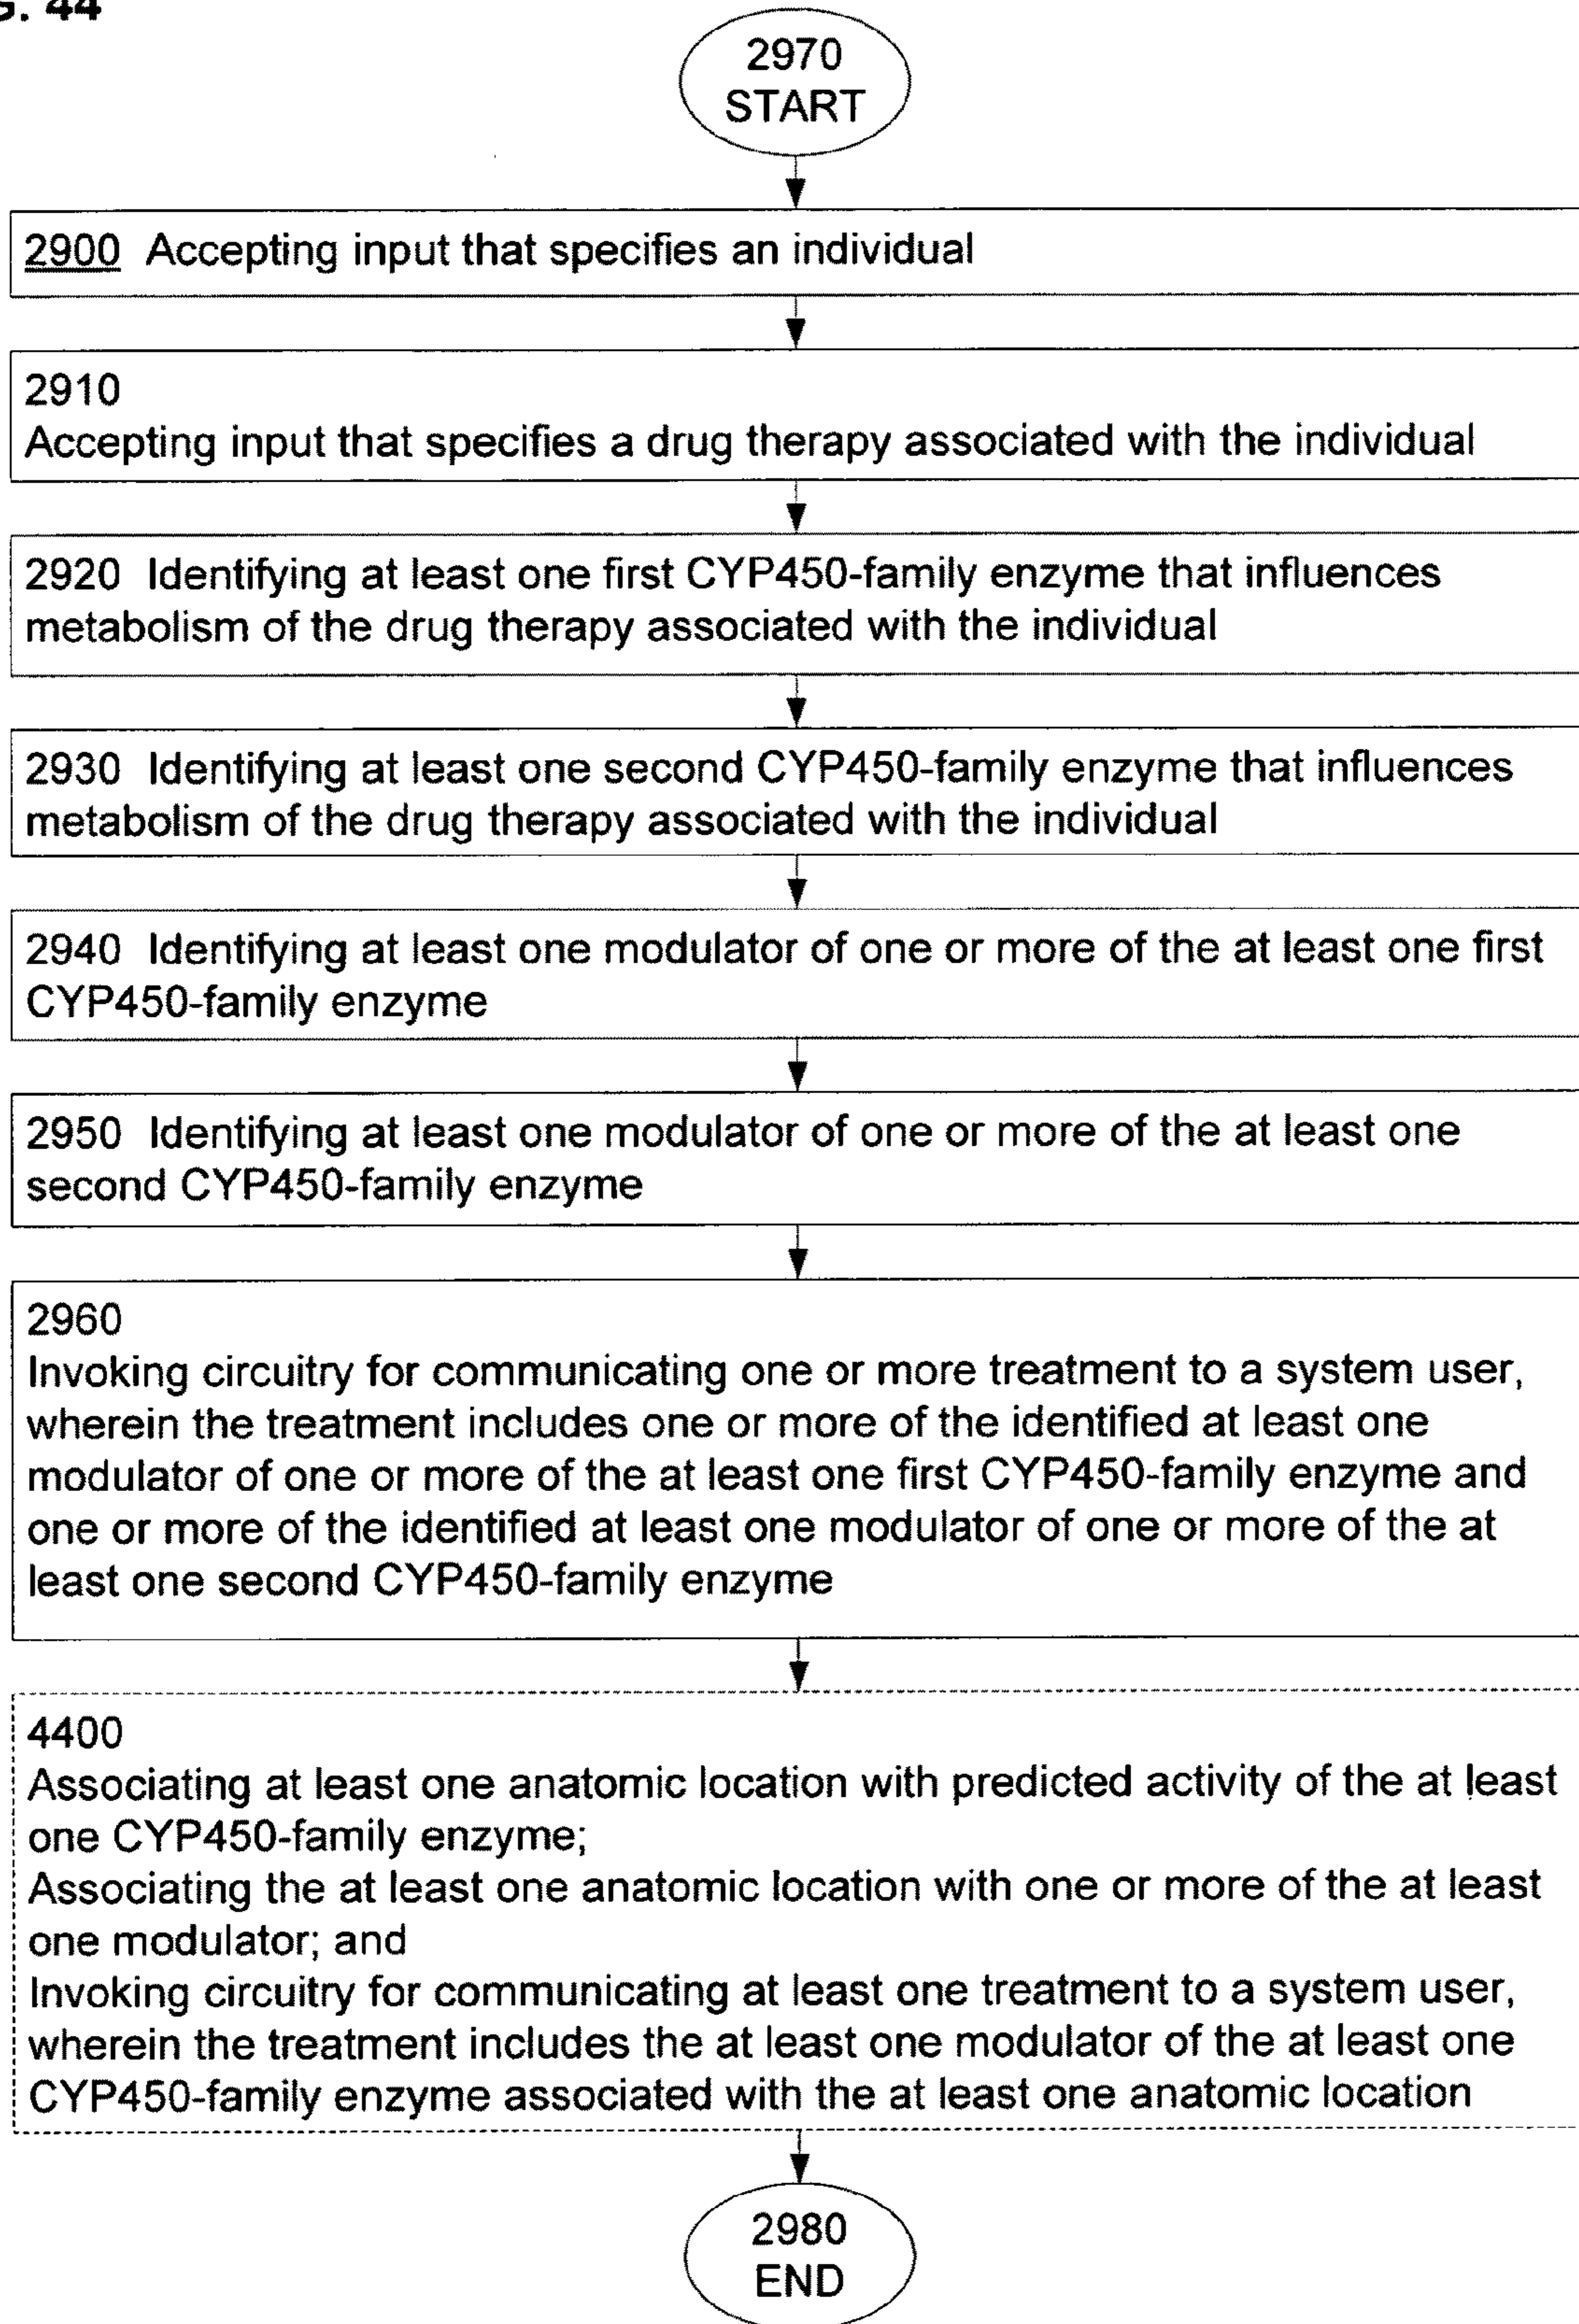 G. 44
2970
START
2900 Accepting input that specifies an individual
2910
Accepting input that specifies a drug therapy associated with the individual
2920 Identifying at least one first CYP450-family enzyme that influences
metabolism of the drug therapy associated with the individual
2930 Identifying at least one second CYP450-family enzyme that influences
metabolism of the drug therapy associated with the individual
2940 Identifying at least one modulator of one or more of the at least one first
CYP450-family enzyme
2950 Identifying at least one modulator of one or more of the at least one
second CYP450-family enzyme
2960
Invoking circuitry for communicating one or more treatment to a system user,
wherein the treatment includes one or more of the identified at least one
modulator of one or more of the at least one first CYP450-family enzyme and
one or more of the identified at least one modulator of one or more of the at
least one second CYP450-family enzyme
4400
Associating at least one anatomic location with predicted activity of the at least
one CYP450-family enzyme;
Associating the at least one anatomic location with one or more of the at least
one modulator; and
Invoking circuitry for communicating at least one treatment to a system user,
wherein the treatment includes the at least one modulator of the at least one
CYP450-family enzyme associated with the at least one anatomic location
2980
END